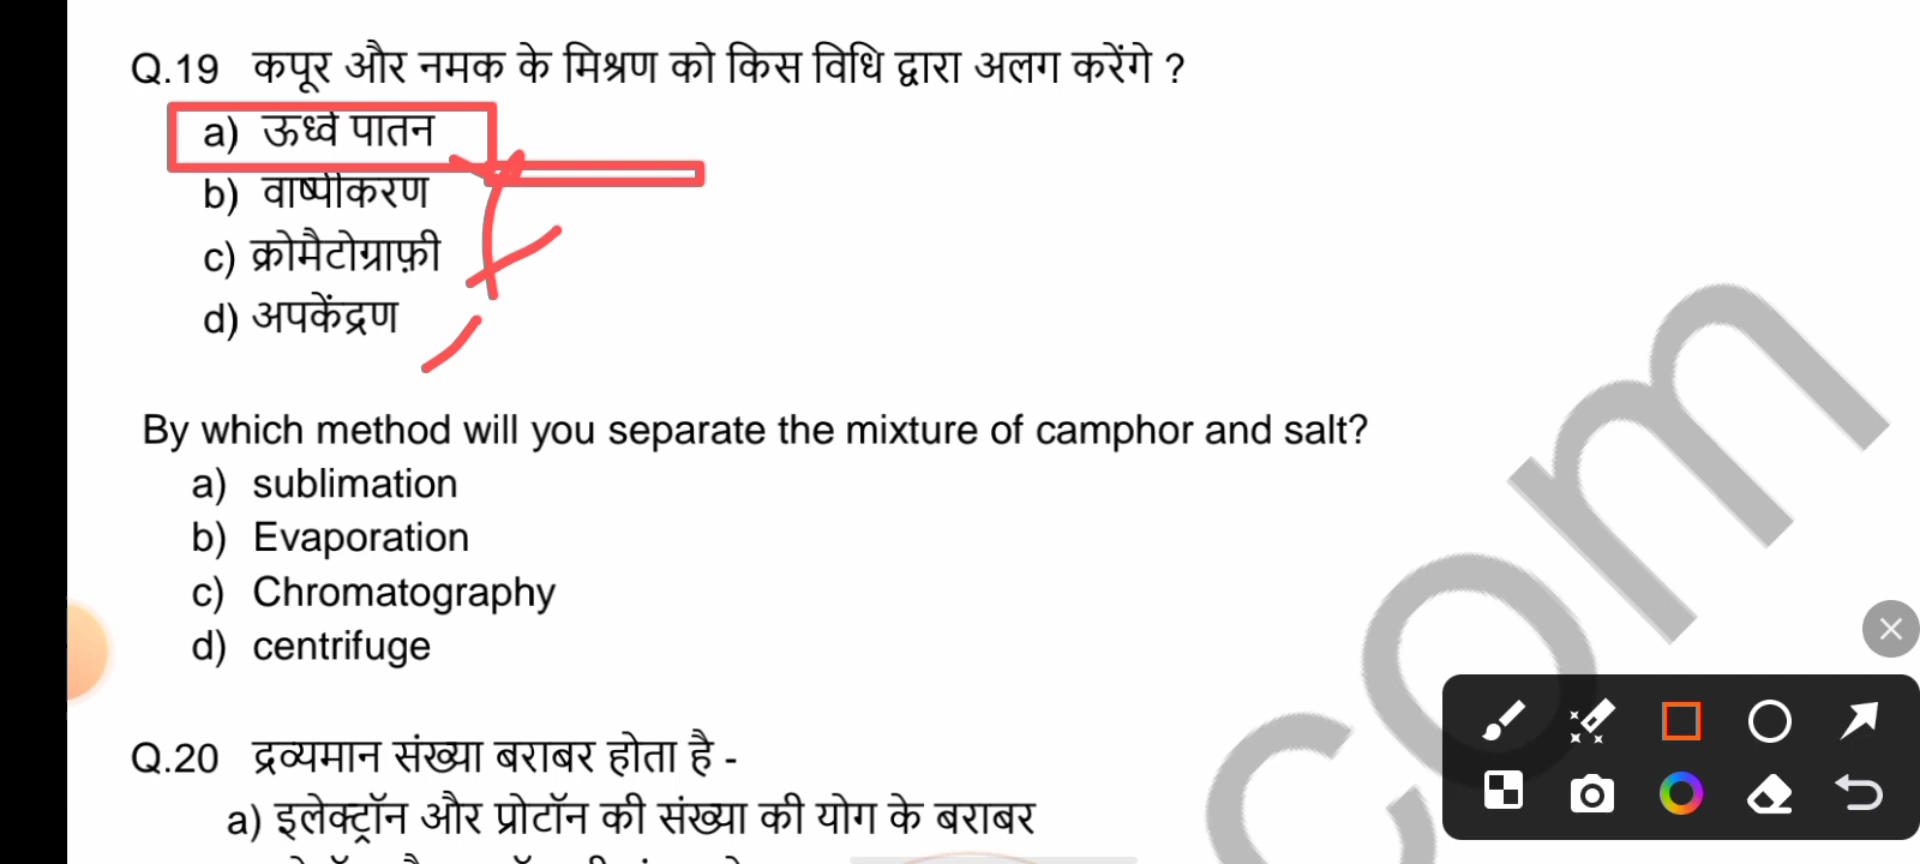 Q.19 कपूर और नमक के मिश्रण को किस विधि द्वारा अलग करेंगे ?
a) ऊर्ध्व पातन
b) वाष्पीकरण
c) क्रोमैटोग्राफ़ी
d) अपकेंद्रण
By which method will you separate the mixture of camphor and salt?
a) sublimation
b) Evaporation
c) Chromatography
d) centrifuge
Q.20 द्रव्यमान संख्या बराबर होता है -
a) इलेक्ट्रॉन और प्रोटॉन की संख्या की योग के बराबर
com